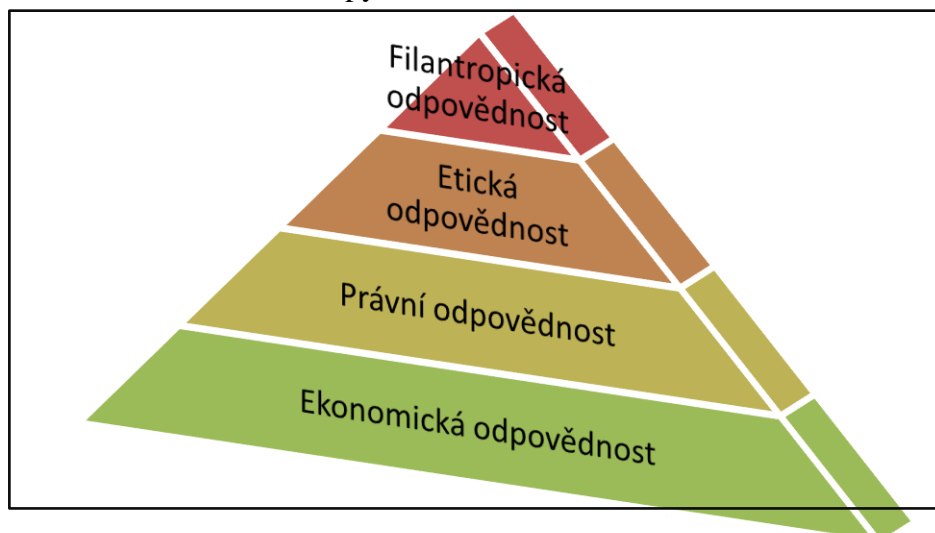 Filantropická
odpovědnost
Etická
odpovědnost
Právní odpovědnost
Ekonomická odpovědnost